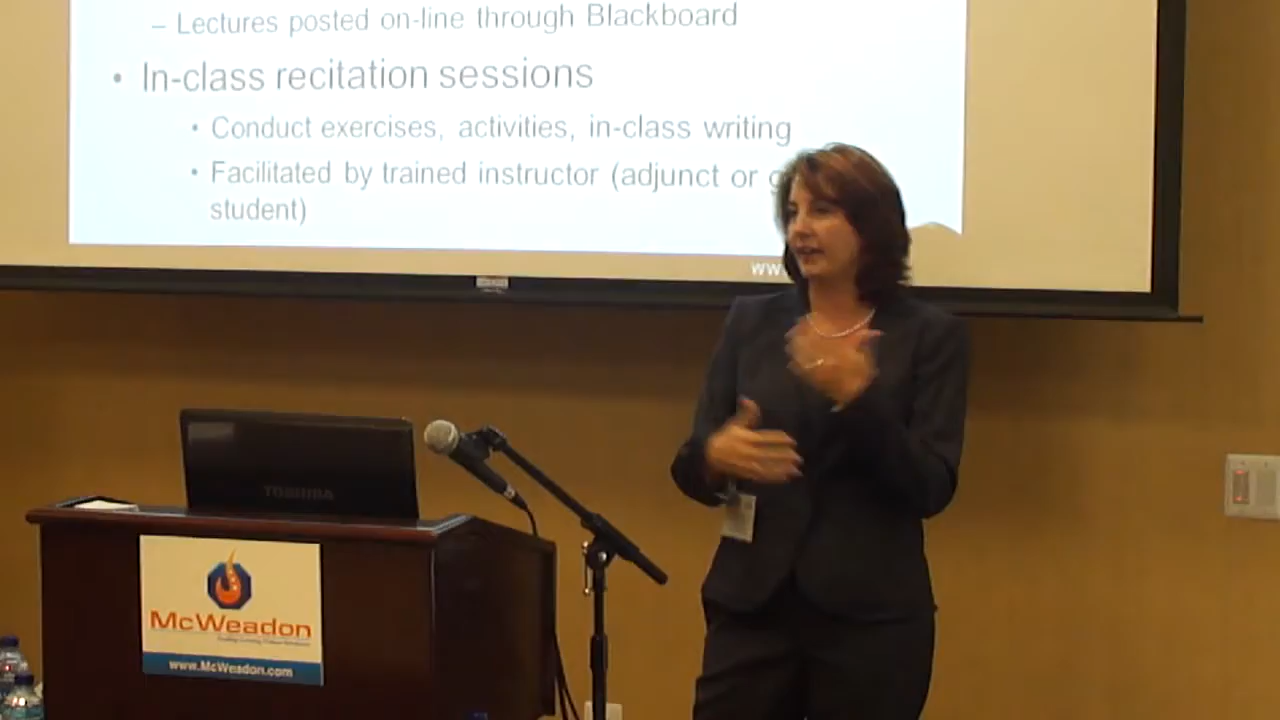 – Lectures posted on-line through Blackboard
• In-class recitation sessions
• Conduct exercises, activities, in-class writing
• Facilitated by trained instructor (adjunct or g
student)
www.
TOSHIBA
McWeadon
www.McWeadon.com